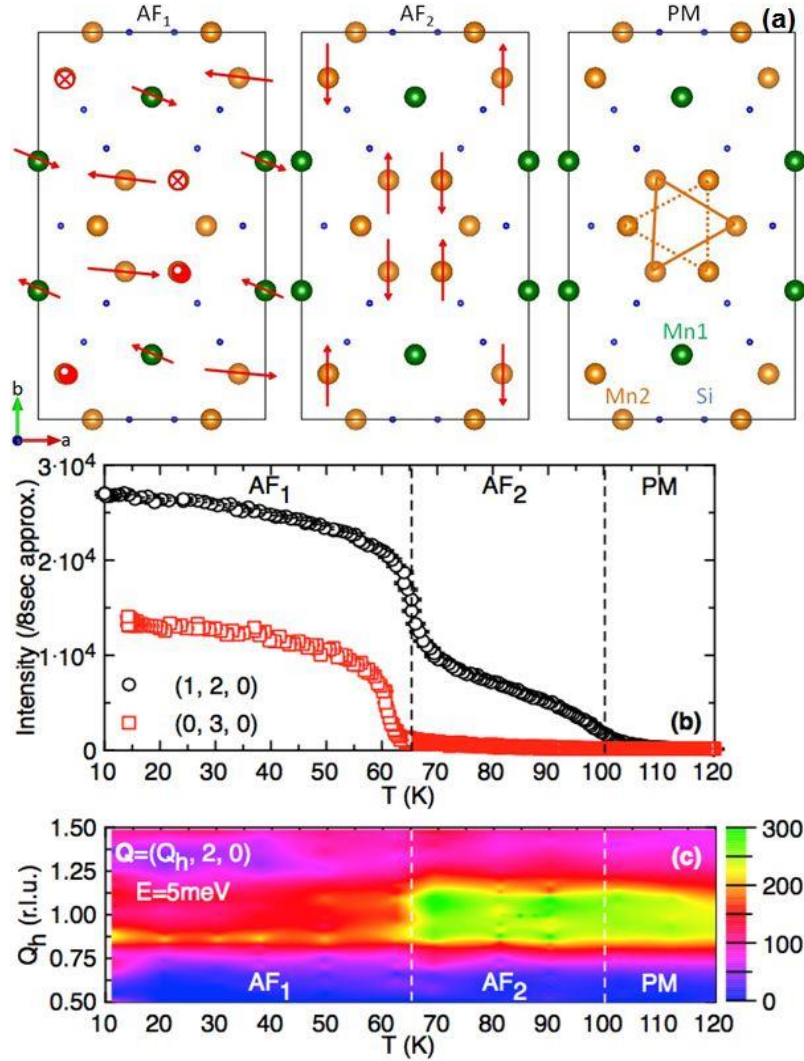 AF₁ AF₂ PM (a)
Mn1
Mn2 Si
b
a
3·10⁴
2·10⁴
1·10⁴
0
Intensity (/8sec approx.)
AF₁ AF₂ PM
(1, 2, 0)
(0, 3, 0)
(b)
10 20 30 40 50 60 70 80 90 100 110 120
T (K)
1.50
1.25
1.00
0.75
0.50
Q_h (r.l.u.)
Q=(Q_h, 2, 0) (c)
E=5meV
AF₁ AF₂ PM
300
200
100
0
10 20 30 40 50 60 70 80 90 100 110 120
T (K)